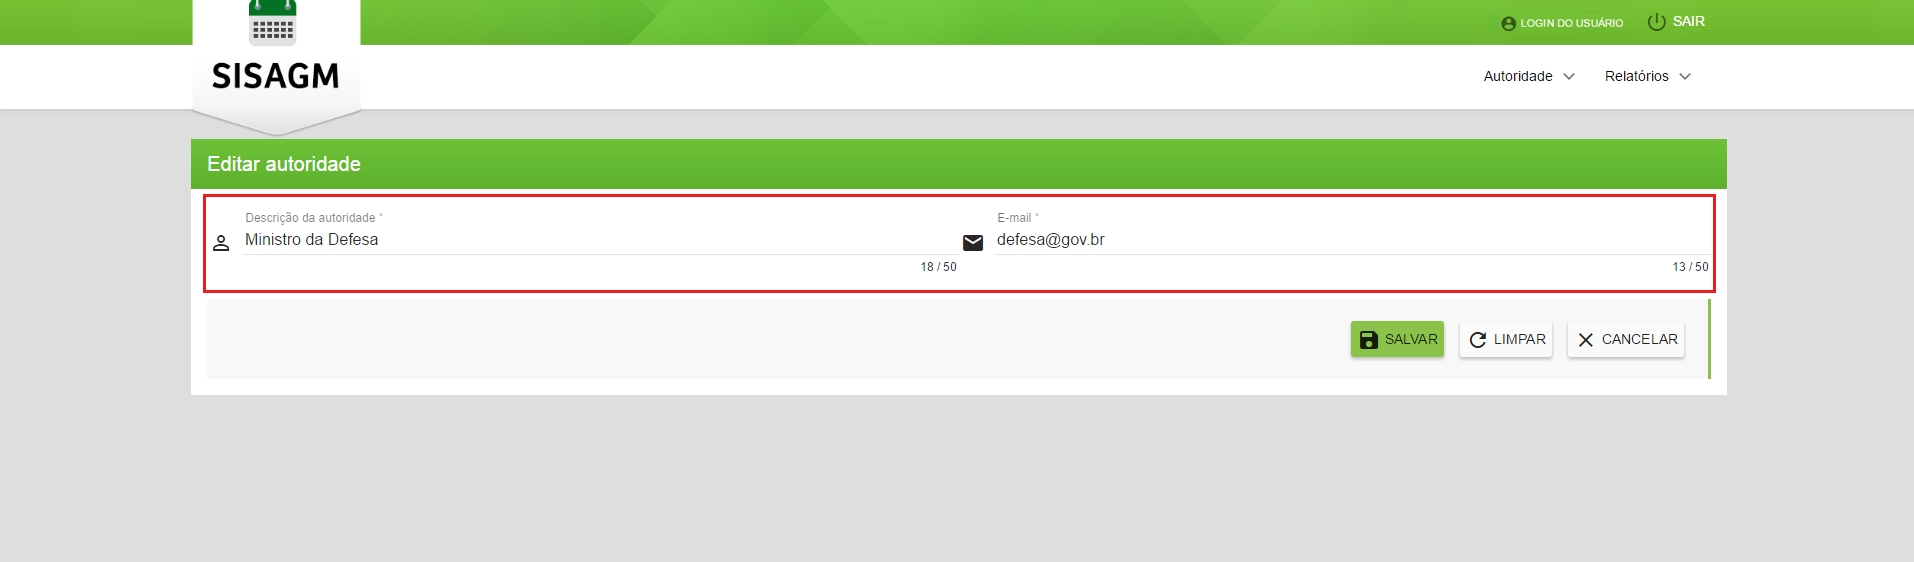 LOGIN DO USUÁRIO SAIR
SISAGM
Autoridade Relatórios
Editar autoridade
Descrição da autoridade * E-mail *
Ministro da Defesa defesa@gov.br
18 / 50 13 / 50
SALVAR LIMPAR CANCELAR